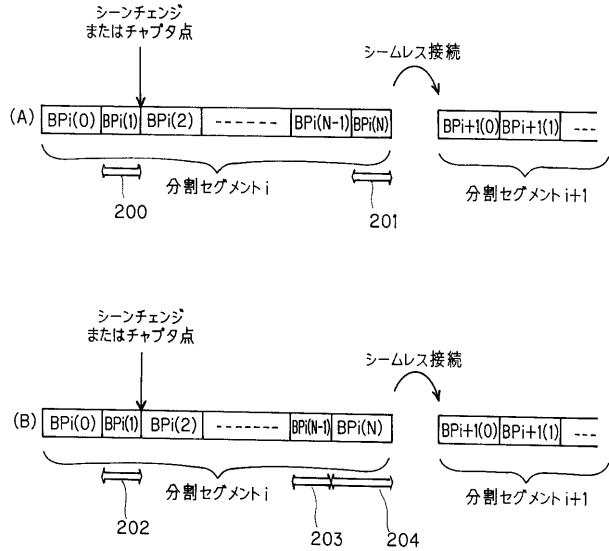 シーンチェンジ
またはチャプタ点
シームレス接続
(A)
BPi(0) BPi(1) BPi(2) ------ BPi(N-1) BPi(N)
BPi+1(0) BPi+1(1) ---
200
分割セグメントi
201
分割セグメントi+1
シーンチェンジ
またはチャプタ点
シームレス接続
(B)
BPi(0) BPi(1) BPi(2) ------- BPi(N-1) BPi(N)
BPi+1(0) BPi+1(1) ---
分割セグメントi
分割セグメントi+1
202
203
204